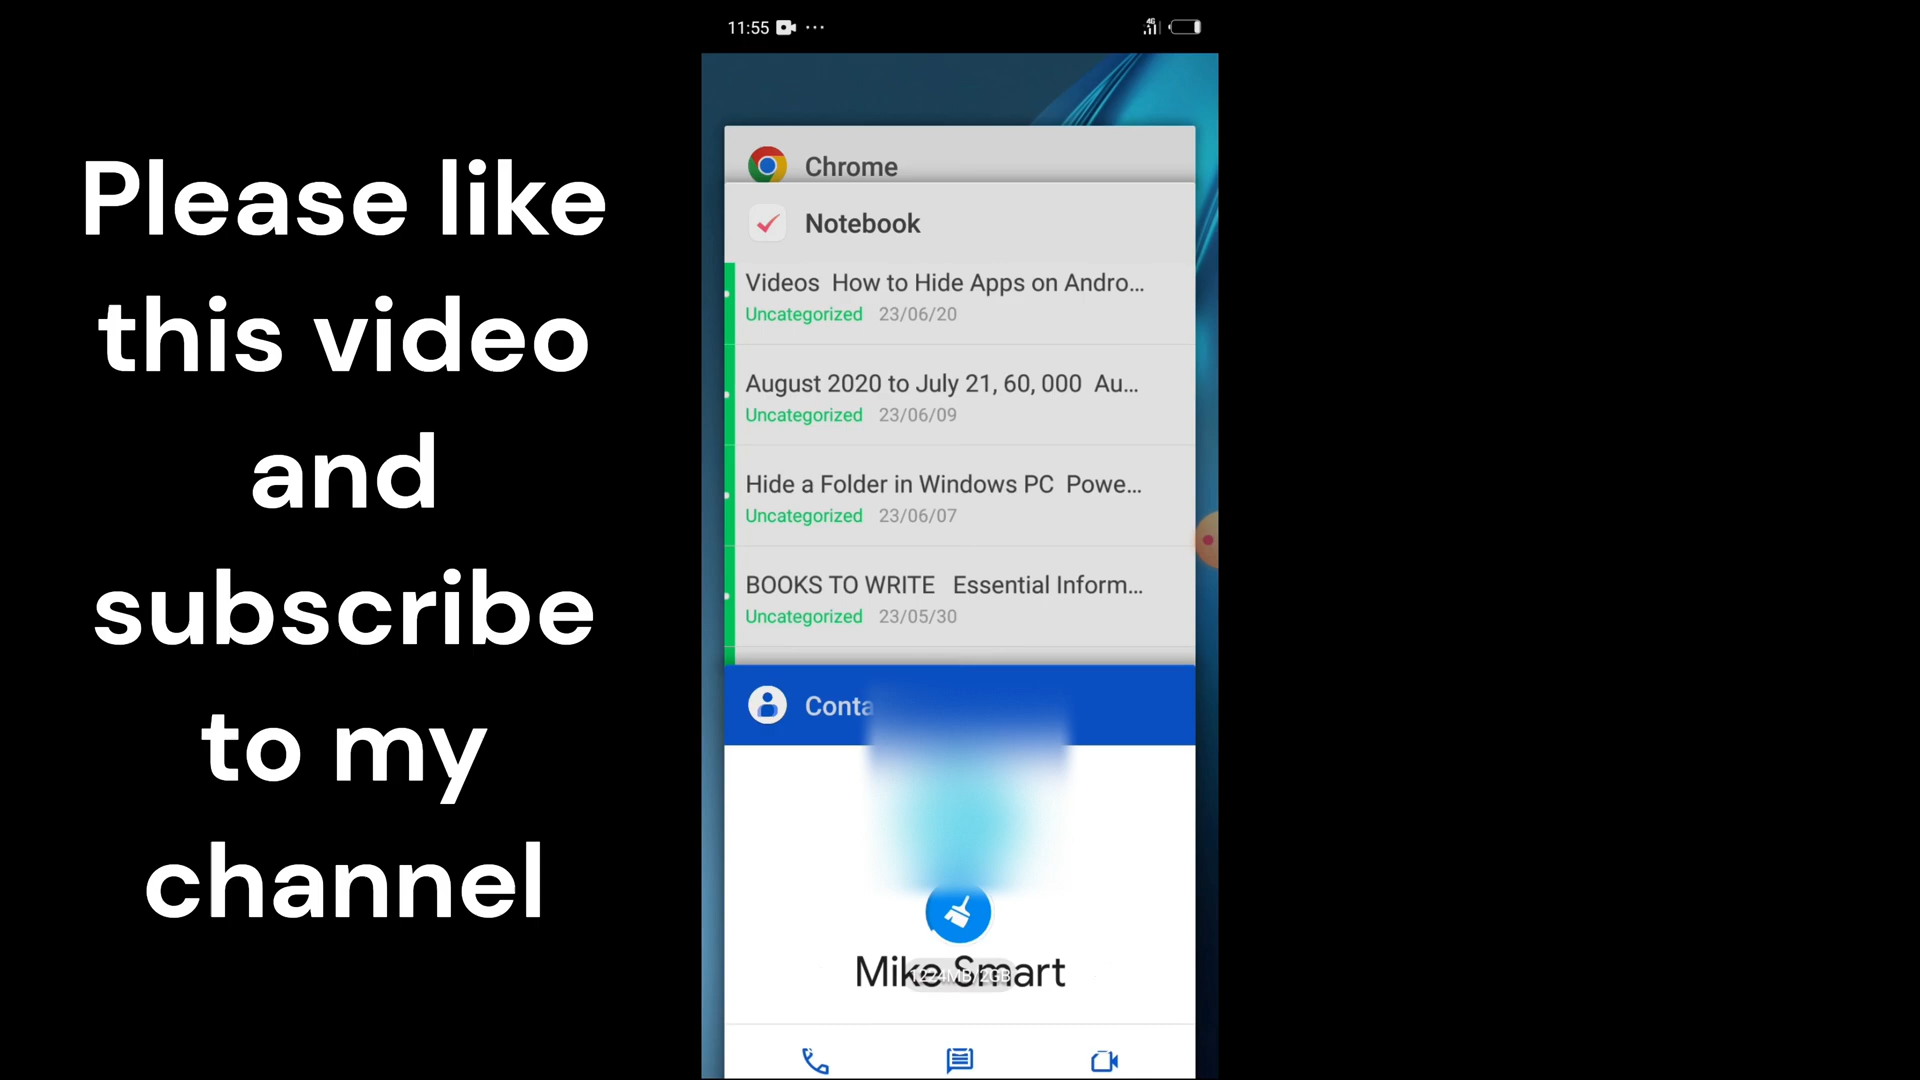 Please like
this video
and
subscribe
to my
channel
11:55
4G
Chrome
Notebook
Videos How to Hide Apps on Andro...
Uncategorized 23/06/20
August 2020 to July 21, 60, 000 Au...
Uncategorized 23/06/09
Hide a Folder in Windows PC Powe...
Uncategorized 23/06/07
BOOKS TO WRITE Essential Inform...
Uncategorized 23/05/30
Conta
Mike Smart